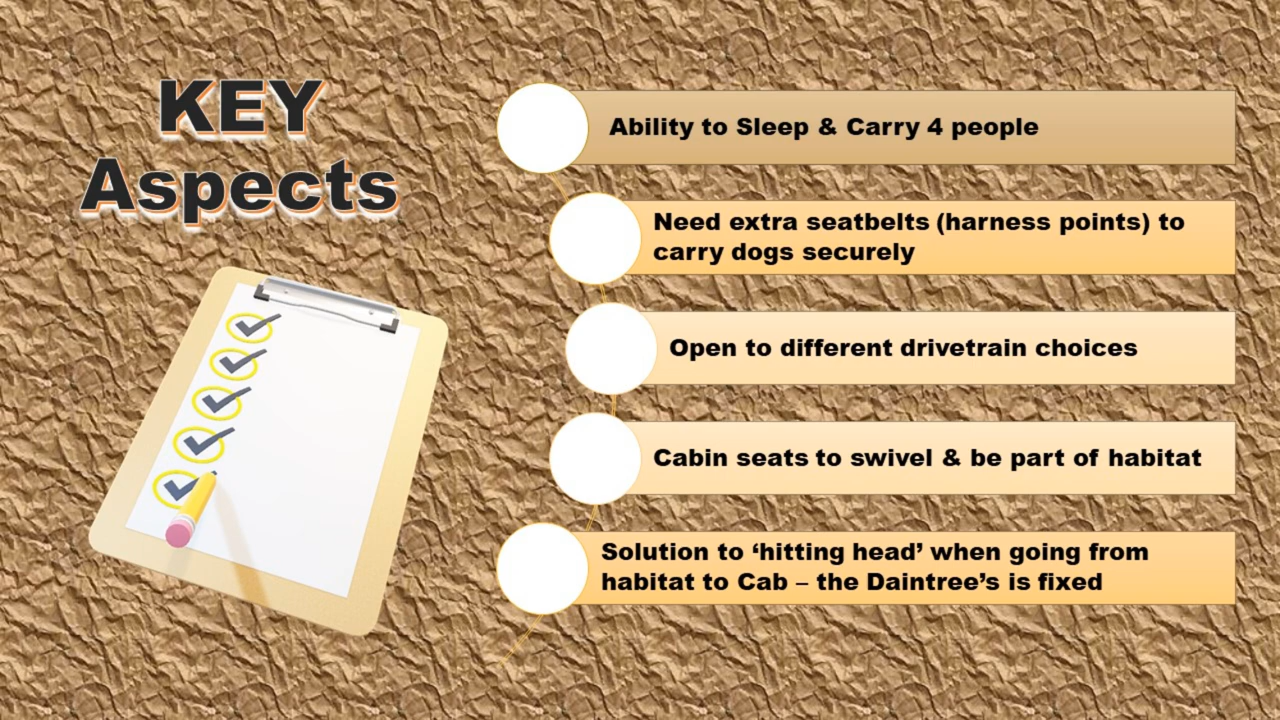 KEY
Aspects
Ability to Sleep & Carry 4 people
Need extra seatbelts (harness points) to
carry dogs securely
Open to different drivetrain choices
Cabin seats to swivel & be part of habitat
Solution to ‘hitting head’ when going from
habitat to Cab – the Daintree’s is fixed